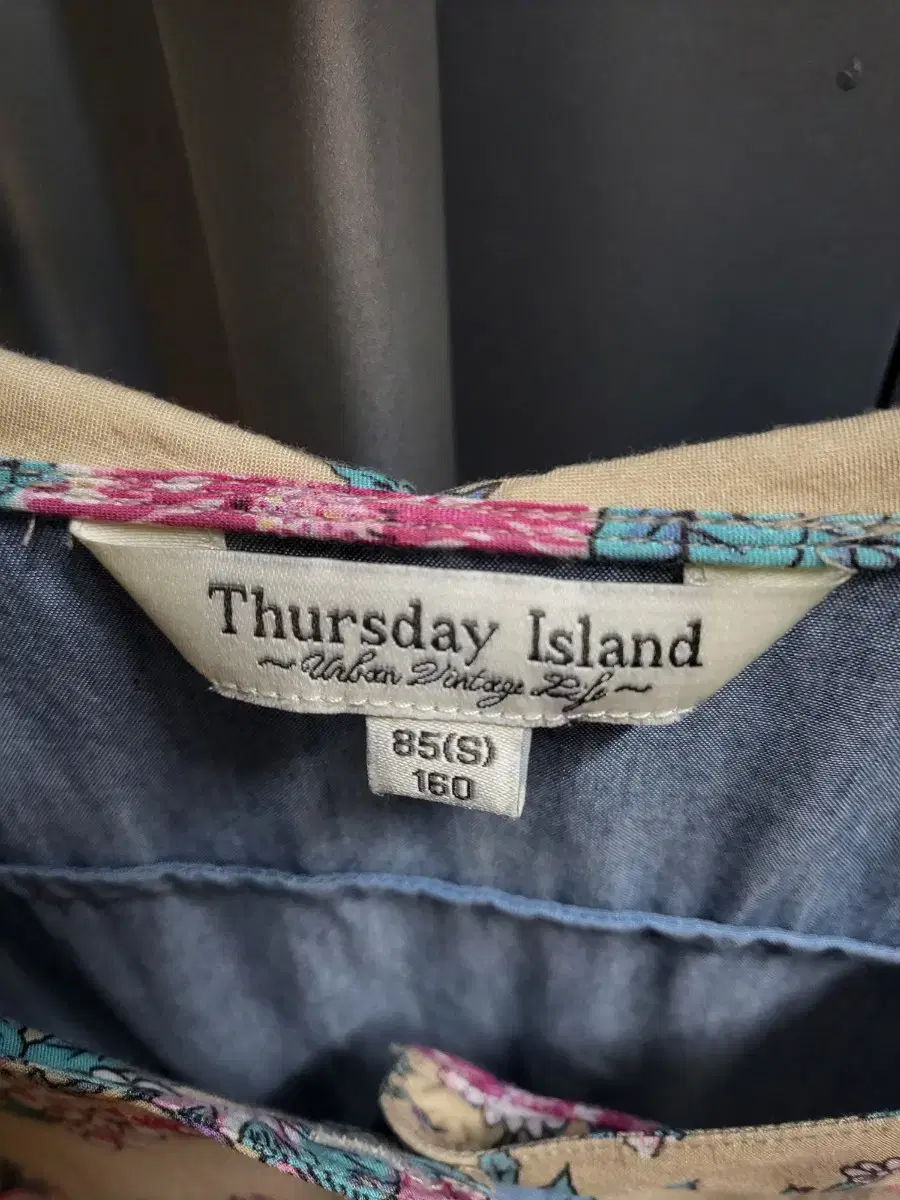 Thursday Island
~Urban Vintage Life~
85(S)
160